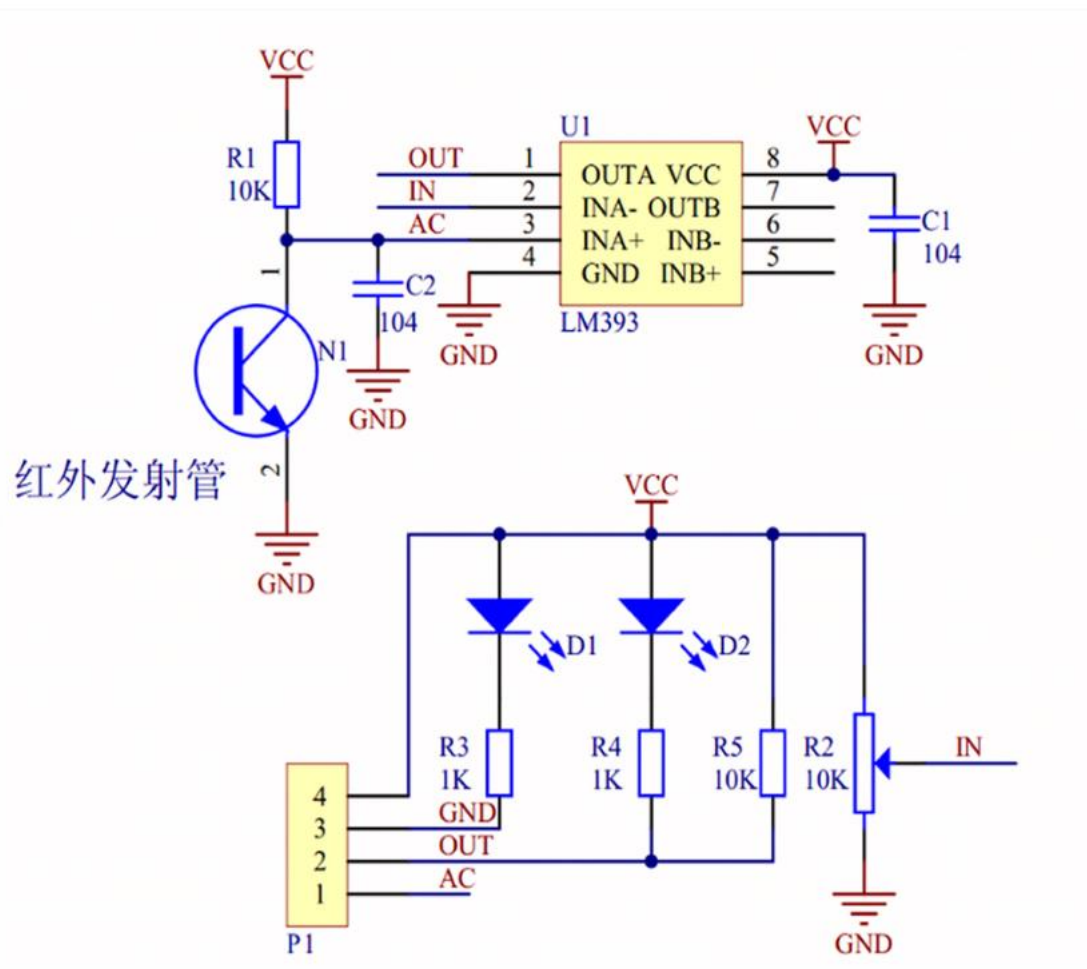 VCC
R1
10K
1
N1
2
红外发射管
GND
C2
104
GND
U1
OUT 1
IN 2
AC 3
4
OUTA VCC
INA- OUTB
INA+ INB-
GND INB+
8
7
6
5
LM393
GND
VCC
C1
104
GND
VCC
D1
D2
R3
1K
R4
1K
R5
10K
R2
10K
IN
4
3
2
1
GND
OUT
AC
P1
GND